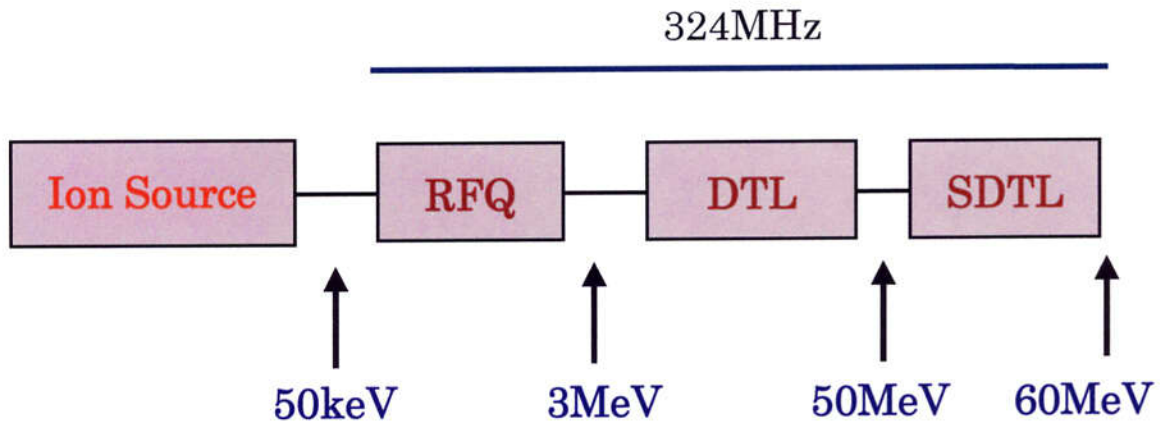 324MHz
Ion Source
RFQ
DTL
SDTL
50keV
3MeV
50MeV
60MeV